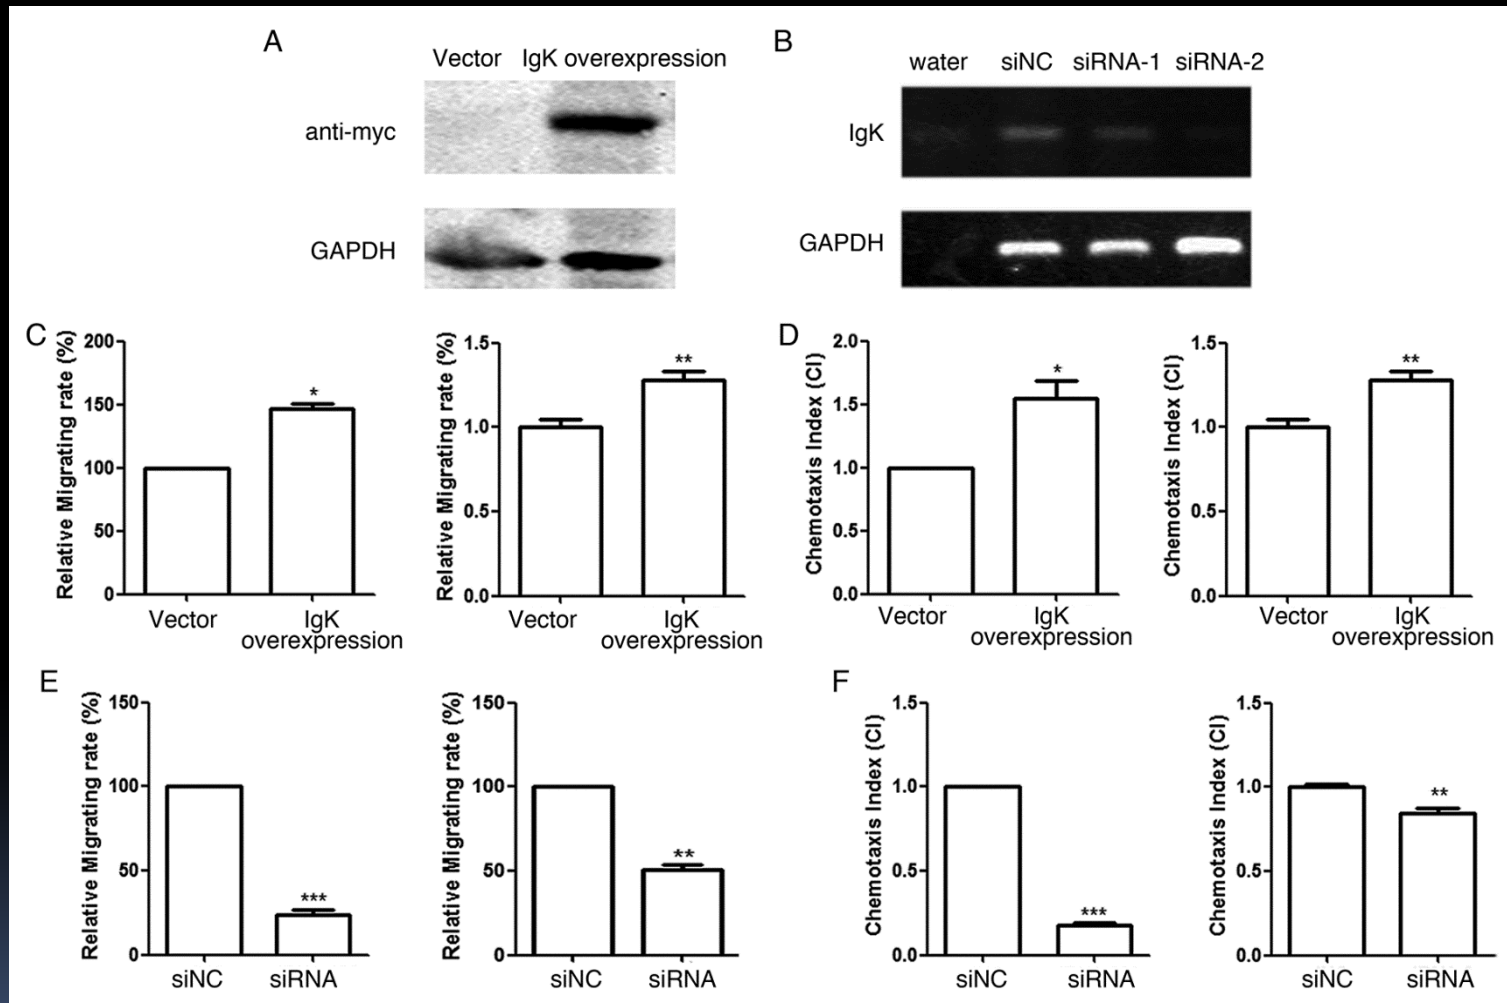 A
Vector IgK overexpression
anti-myc
GAPDH
B
water siNC siRNA-1 siRNA-2
IgK
GAPDH
C
Relative Migrating rate (%)
200
150
100
50
0
*
Vector IgK
overexpression
Relative Migrating rate (%)
1.5
1.0
0.5
0.0
**
Vector IgK
overexpression
D
Chemotaxis Index (CI)
2.0
1.5
1.0
0.5
0.0
*
Vector IgK
overexpression
Chemotaxis Index (CI)
1.5
1.0
0.5
0.0
**
Vector IgK
overexpression
E
Relative Migrating rate (%)
150
100
50
0
***
siNC siRNA
Relative Migrating rate (%)
150
100
50
0
**
siNC siRNA
F
Chemotaxis Index (CI)
1.5
1.0
0.5
0.0
***
siNC siRNA
Chemotaxis Index (CI)
1.5
1.0
0.5
0.0
**
siNC siRNA